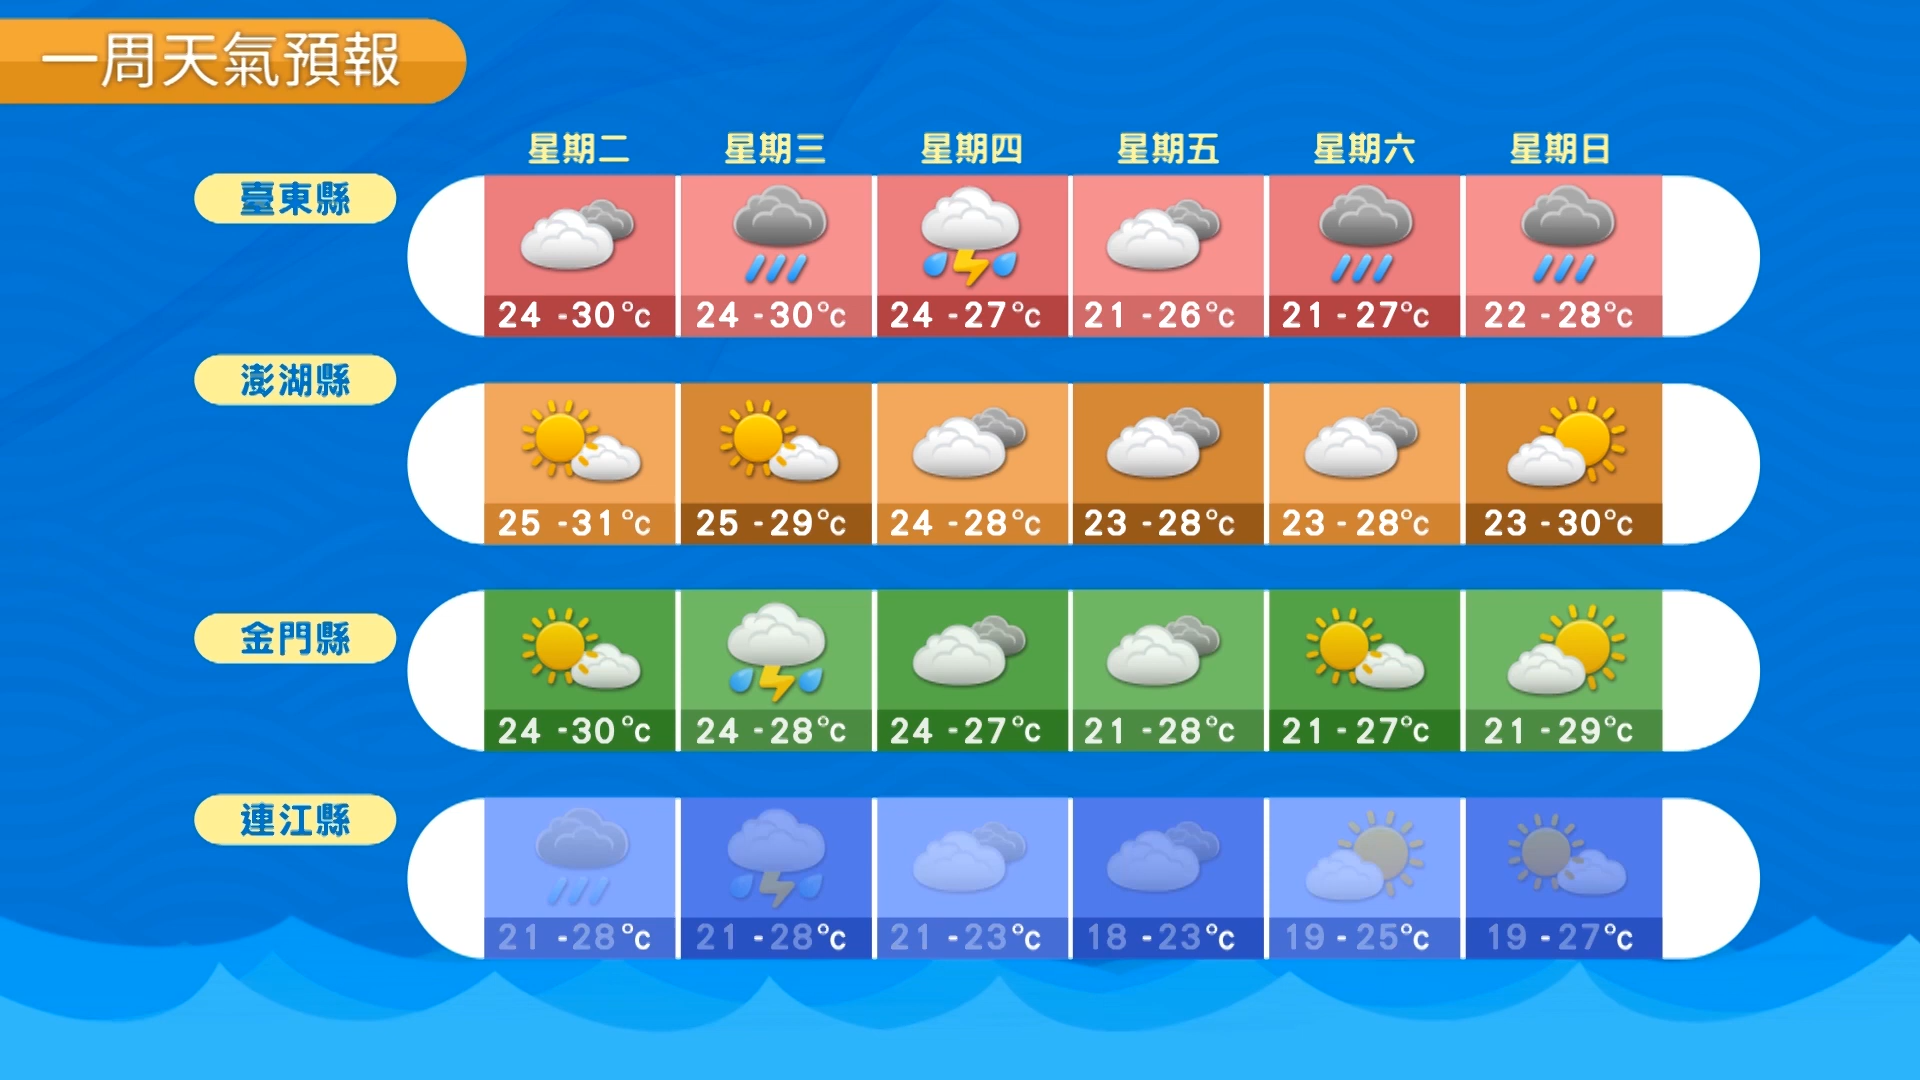 一周天氣預報
星期二 星期三 星期四 星期五 星期六 星期日
臺東縣
24 -30°c 24 -30°c 24 -27°c 21 -26°c 21 - 27°c 22 -28°c
澎湖縣
25 -31°c 25 -29°c 24 -28°c 23 -28°c 23 - 28°c 23 -30°c
金門縣
24 -30°c 24 -28°c 24 -27°c 21 -28°c 21 - 27°c 21 -29°c
連江縣
21 -28°c 21 -28°c 21 -23°c 18 -23°c 19 - 25°c 19 -27°c